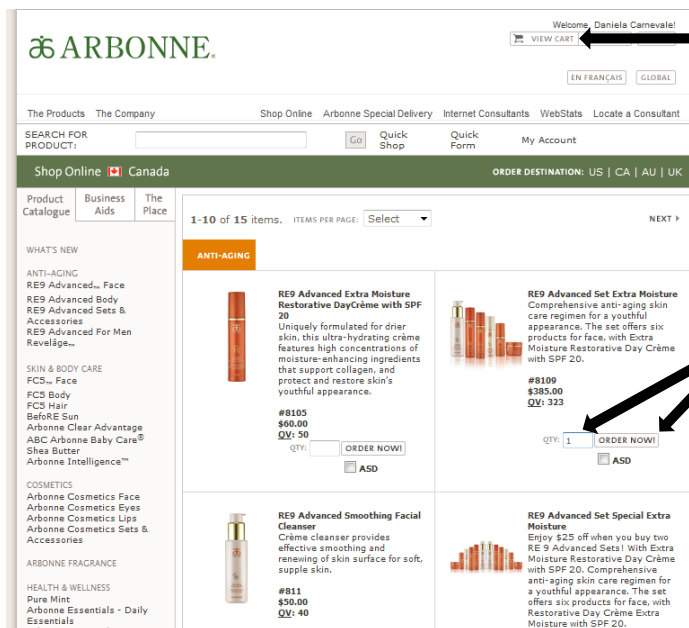 Welcome, Daniela Carnevale!
ARBONNE.
VIEW CART
EN FRANÇAIS GLOBAL
The Products The Company Shop Online Arbonne Special Delivery Internet Consultants WebStats Locate a Consultant
SEARCH FOR
PRODUCT:
Go
Quick
Shop
Quick
Form
My Account
Shop Online Canada
ORDER DESTINATION: US | CA | AU | UK
Product
Catalogue
Business
Aids
The
Place
1-10 of 15 items. ITEMS PER PAGE: Select
NEXT
WHAT'S NEW
ANTI-AGING
RE9 Advanced™ Face
RE9 Advanced Body
RE9 Advanced Sets &
Accessories
RE9 Advanced For Men
Revelâge™
SKIN & BODY CARE
FC5™ Face
FC5 Body
FC5 Hair
BefoRE Sun
Arbonne Clear Advantage
ABC Arbonne Baby Care®
Shea Butter
Arbonne Intelligence™
COSMETICS
Arbonne Cosmetics Face
Arbonne Cosmetics Eyes
Arbonne Cosmetics Lips
Arbonne Cosmetics Sets &
Accessories
ARBONNE FRAGRANCE
HEALTH & WELLNESS
Pure Mint
Arbonne Essentials - Daily
Essentials
ANTI-AGING
RE9 Advanced Extra Moisture
Restorative DayCrème with SPF
20
Uniquely formulated for drier
skin, this ultra-hydrating crème
features high concentrations of
moisture-enhancing ingredients
that support collagen, and
protect and restore skin's
youthful appearance.
#8105
$60.00
QV: 50
QTY: ORDER NOW!
ASD
RE9 Advanced Set Extra Moisture
Comprehensive anti-aging skin
care regimen for a youthful
appearance. The set offers six
products for face, with Extra
Moisture Restorative Day Crème
with SPF 20.
#8109
$385.00
QV: 323
QTY: 1 ORDER NOW!
ASD
RE9 Advanced Smoothing Facial
Cleanser
Crème cleanser provides
effective smoothing and
renewing of skin surface for soft,
supple skin.
#811
$50.00
QV: 40
RE9 Advanced Set Special Extra
Moisture
Enjoy $25 off when you buy two
RE 9 Advanced Sets! With Extra
Moisture Restorative Day Crème
with SPF 20. Comprehensive
anti-aging skin care regimen for
a youthful appearance. The set
offers six products for face, with
Restorative Day Crème Extra
Moisture with SPF 20.